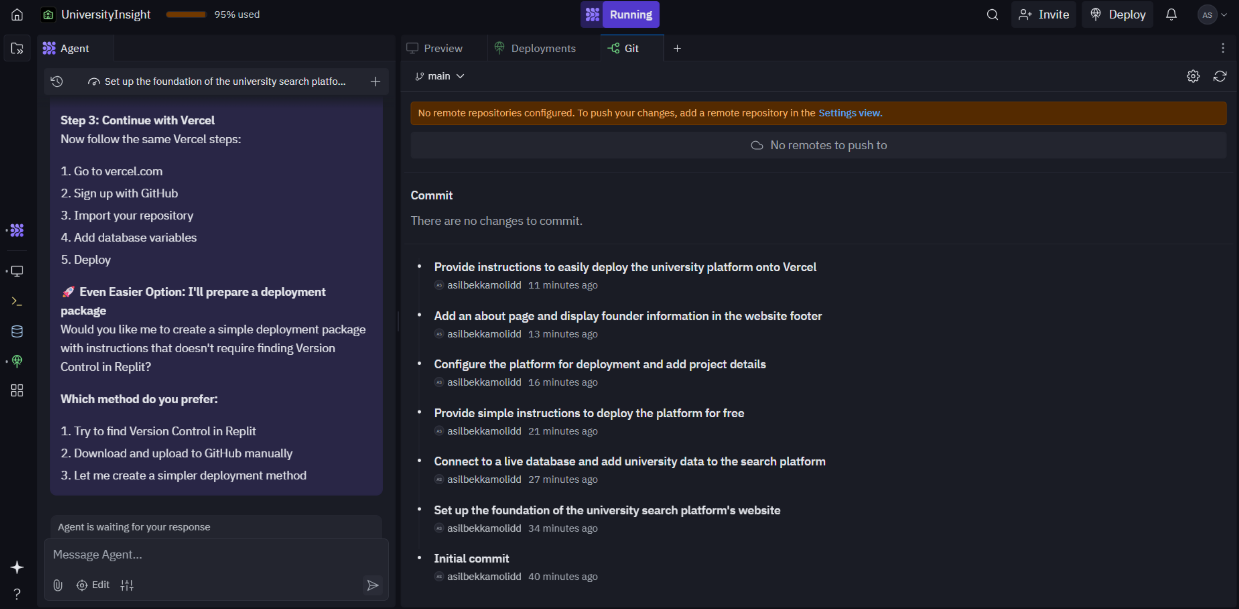 UniversityInsight
95% used
Running
Invite
Deploy
AS
Agent
Preview
Deployments
Git
Set up the foundation of the university search platfo...
main
Step 3: Continue with Vercel
Now follow the same Vercel steps:
1. Go to vercel.com
2. Sign up with GitHub
3. Import your repository
4. Add database variables
5. Deploy
🚀 Even Easier Option: I'll prepare a deployment
package
Would you like me to create a simple deployment package
with instructions that doesn't require finding Version
Control in Replit?
Which method do you prefer:
1. Try to find Version Control in Replit
2. Download and upload to GitHub manually
3. Let me create a simpler deployment method
Agent is waiting for your response
Message Agent...
Edit
No remote repositories configured. To push your changes, add a remote repository in the Settings view.
No remotes to push to
Commit
There are no changes to commit.
Provide instructions to easily deploy the university platform onto Vercel
AS asilbekkamolidd 11 minutes ago
Add an about page and display founder information in the website footer
AS asilbekkamolidd 13 minutes ago
Configure the platform for deployment and add project details
AS asilbekkamolidd 16 minutes ago
Provide simple instructions to deploy the platform for free
AS asilbekkamolidd 21 minutes ago
Connect to a live database and add university data to the search platform
AS asilbekkamolidd 27 minutes ago
Set up the foundation of the university search platform's website
AS asilbekkamolidd 34 minutes ago
Initial commit
AS asilbekkamolidd 40 minutes ago